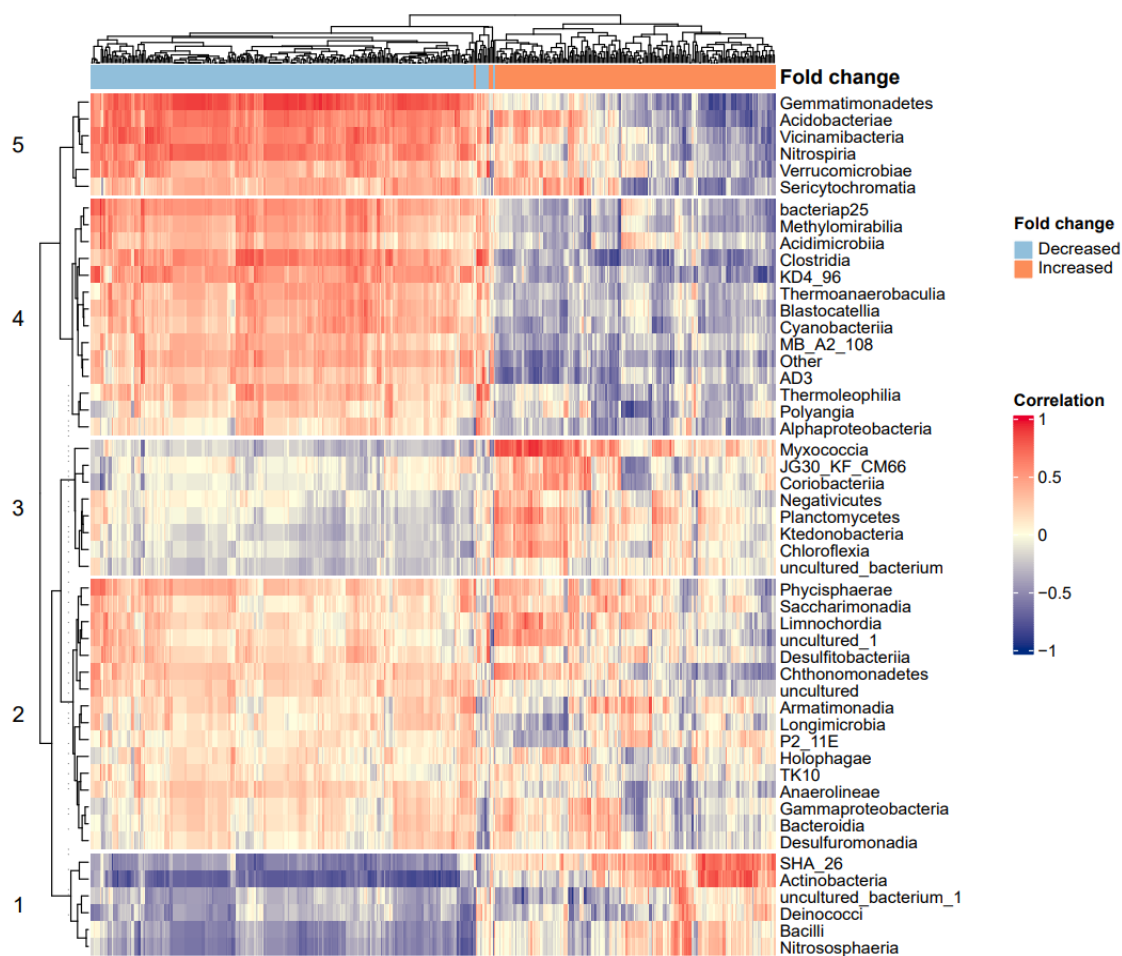 Fold change
5
Gemmatimonadetes
Acidobacteriae
Vicinamibacteria
Nitrospiria
Verrucomicrobiae
Sericytochromatia
4
bacteriap25
Methylomirabilia
Acidimicrobiia
Clostridia
KD4_96
Thermoanaerobaculia
Blastocatellia
Cyanobacteriia
MB_A2_108
Other
AD3
Thermoleophilia
Polyangia
Alphaproteobacteria
3
Myxococcia
JG30_KF_CM66
Coriobacteriia
Negativicutes
Planctomycetes
Ktedonobacteria
Chloroflexia
uncultured_bacterium
2
Phycisphaerae
Saccharimonadia
Limnochordia
uncultured_1
Desulfitobacteriia
Chthonomonadetes
uncultured
Armatimonadia
Longimicrobia
P2_11E
Holophagae
TK10
Anaerolineae
Gammaproteobacteria
Bacteroidia
Desulfuromonadia
1
SHA_26
Actinobacteria
uncultured_bacterium_1
Deinococci
Bacilli
Nitrososphaeria
Fold change
Decreased
Increased
Correlation
1
0.5
0
−0.5
−1